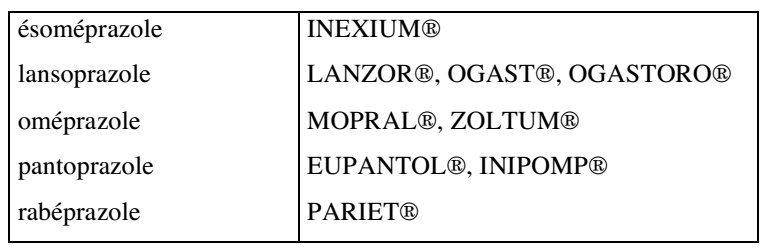 ésoméprazole INEXIUM®
lansoprazole LANZOR®, OGAST®, OGASTORO®
oméprazole MOPRAL®, ZOLTUM®
pantoprazole EUPANTOL®, INIPOMP®
rabéprazole PARIET®